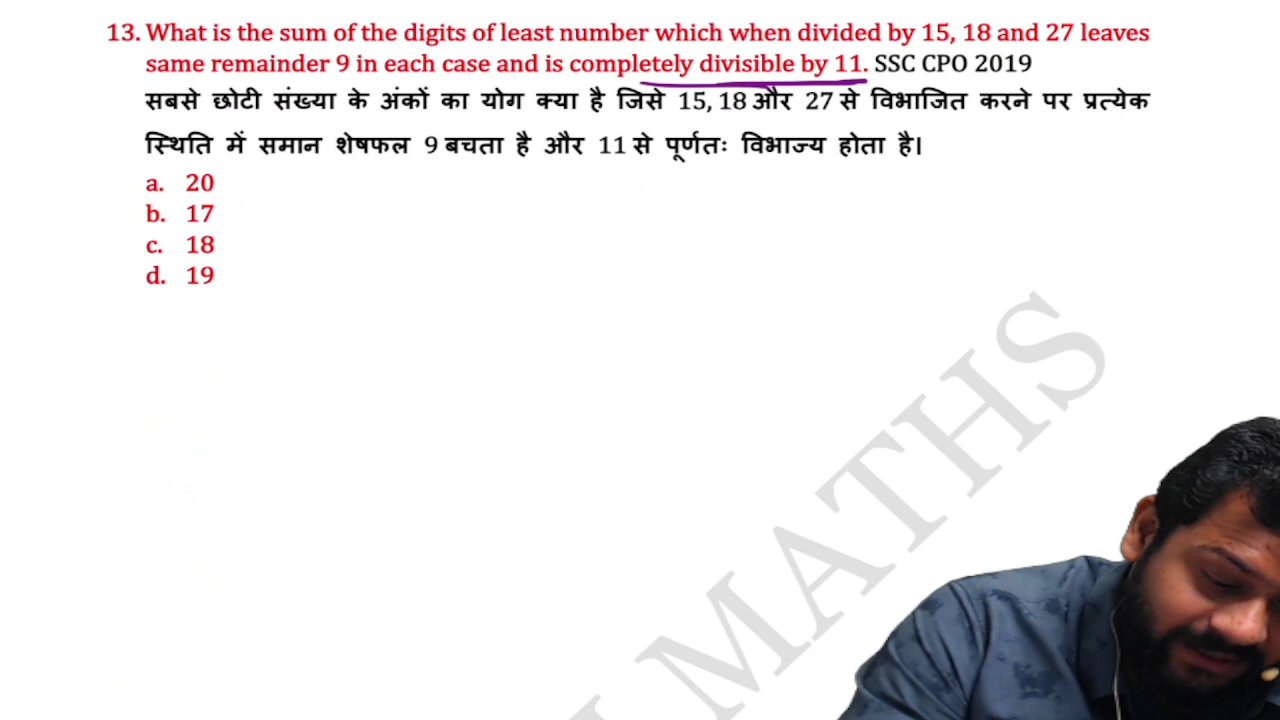 13. What is the sum of the digits of least number which when divided by 15, 18 and 27 leaves
same remainder 9 in each case and is completely divisible by 11. SSC CPO 2019
सबसे छोटी संख्या के अंकों का योग क्या है जिसे 15, 18 और 27 से विभाजित करने पर प्रत्येक
स्थिति में समान शेषफल 9 बचता है और 11 से पूर्णतः विभाज्य होता है।
a. 20
b. 17
c. 18
d. 19
MATHS